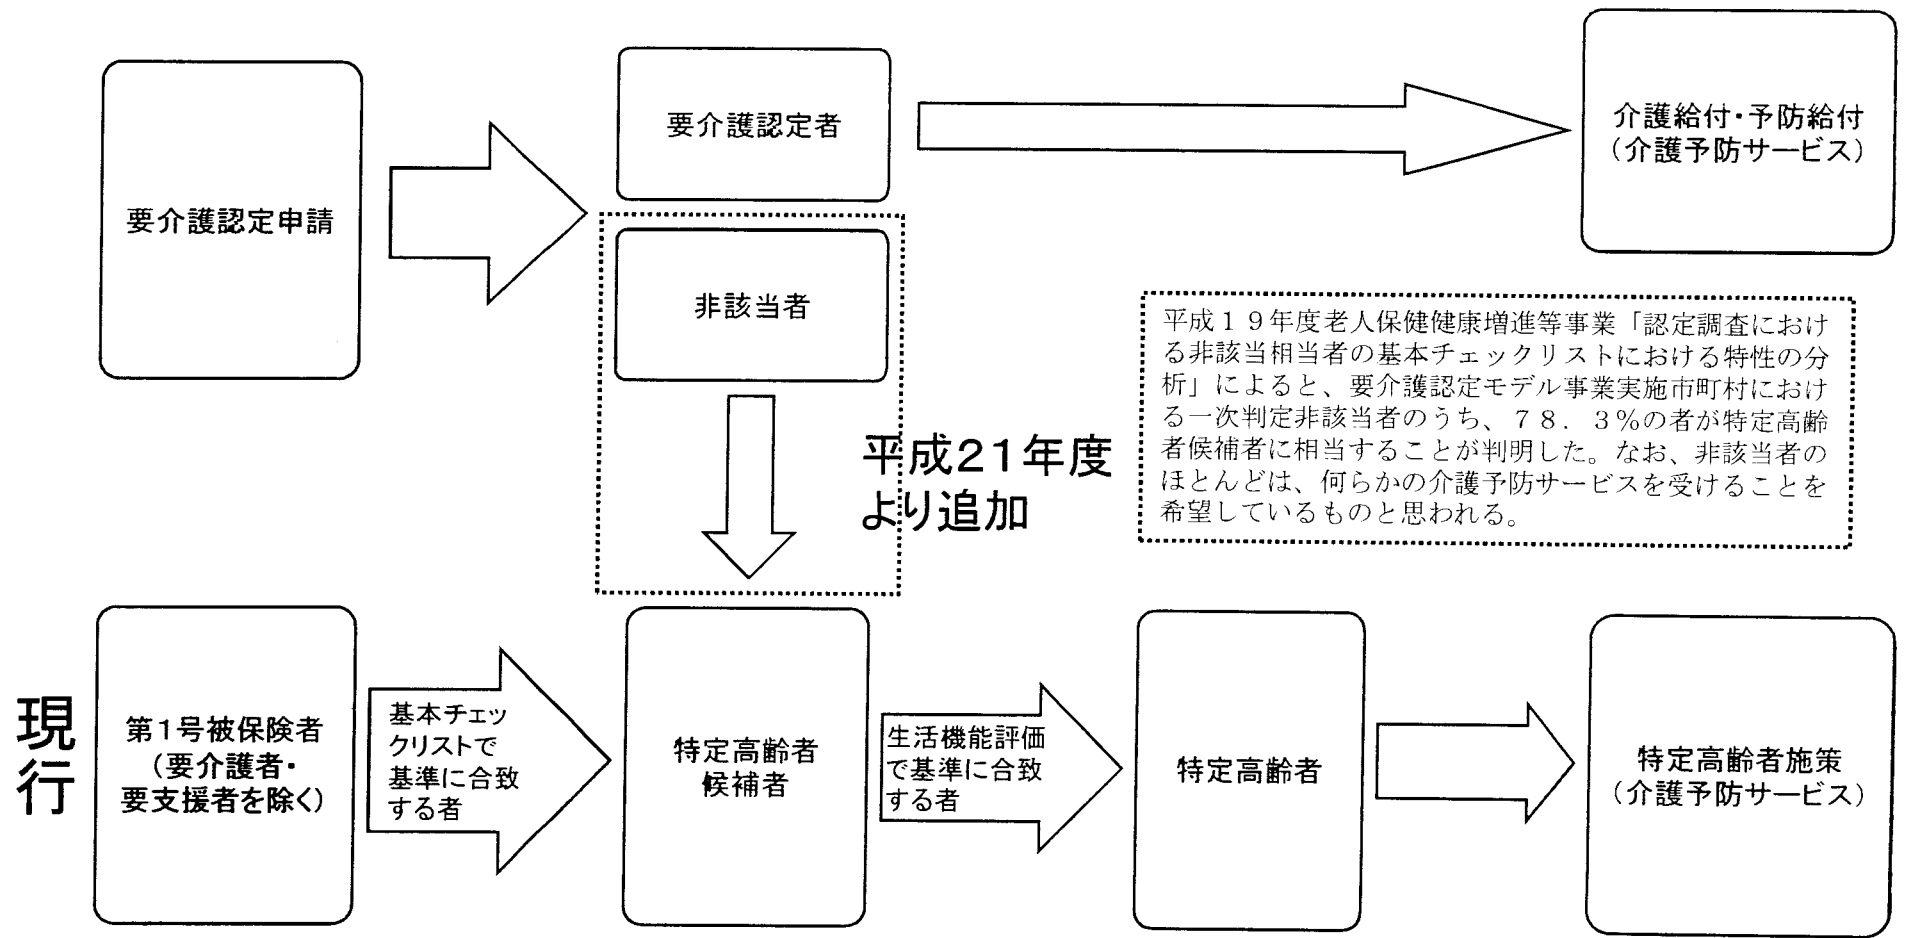 要介護認定申請
要介護認定者
介護給付・予防給付
（介護予防サービス）
非該当者
平成２１年度
より追加
平成１９年度老人保健健康増進等事業「認定調査におけ
る非該当相当者の基本チェックリストにおける特性の分
析」によると、要介護認定モデル事業実施市町村におけ
る一次判定非該当者のうち、７８．３％の者が特定高齢
者候補者に相当することが判明した。なお、非該当者の
ほとんどは、何らかの介護予防サービスを受けることを
希望しているものと思われる。
現
行
第１号被保険者
（要介護者・
要支援者を除く）
基本チェッ
クリストで
基準に合致
する者
特定高齢者
候補者
生活機能評価
で基準に合致
する者
特定高齢者
特定高齢者施策
（介護予防サービス）